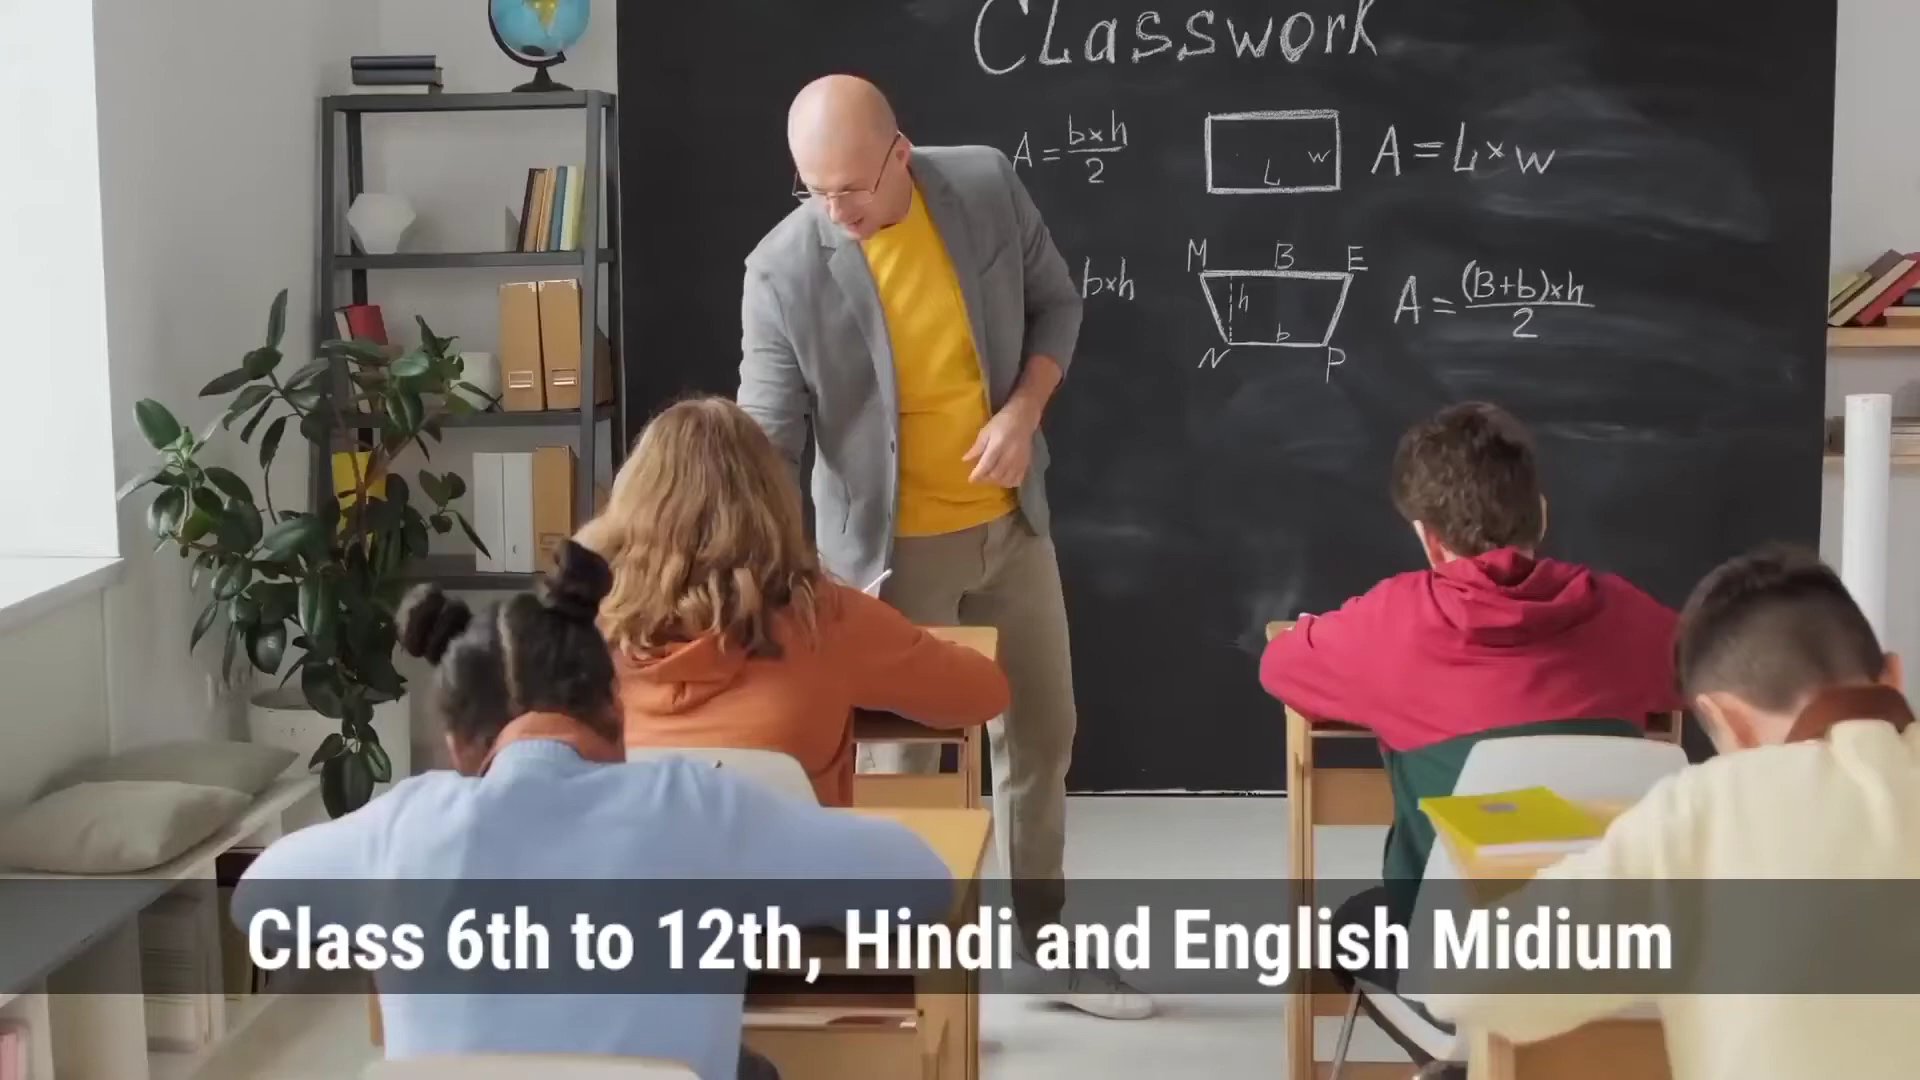 Classwork
A = b×h/2
L w
A = L×w
b×h
M B E
h
b
N P
A = (B+b)×h/2
Class 6th to 12th, Hindi and English Midium